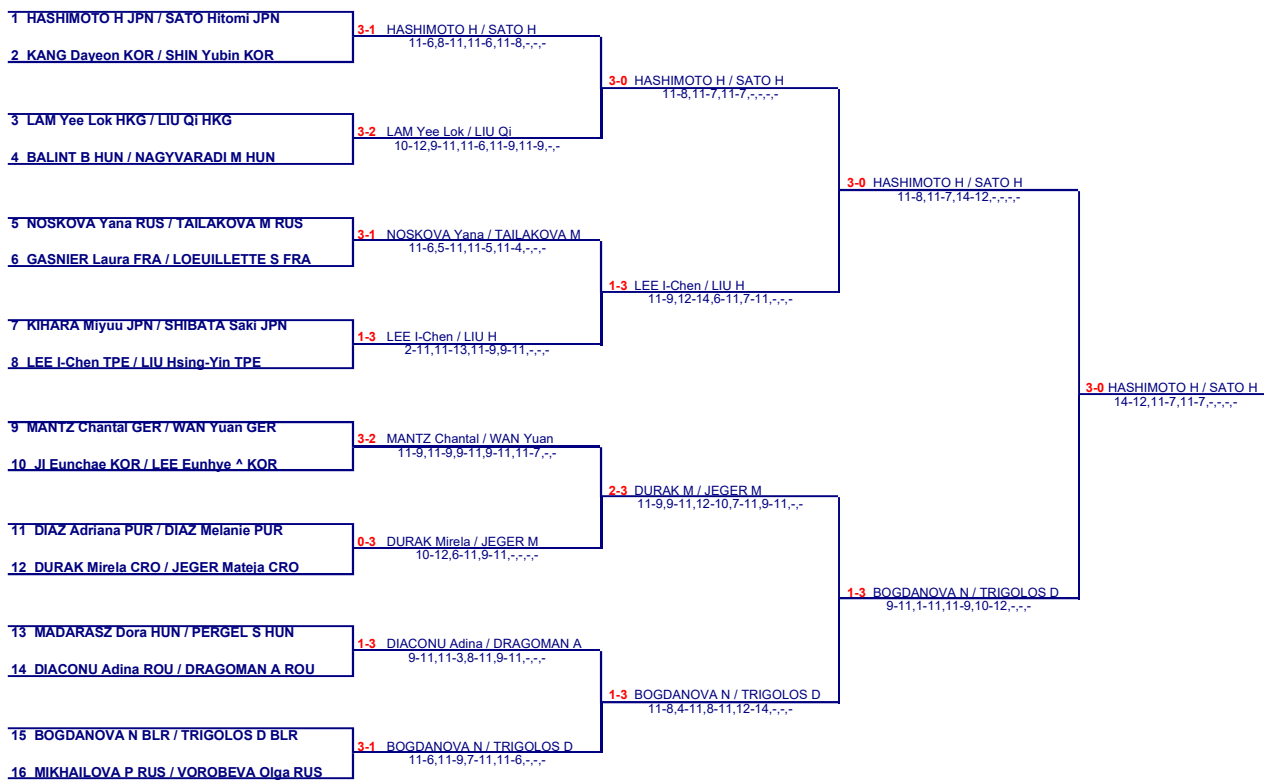 1 HASHIMOTO H JPN / SATO Hitomi JPN
3-1 HASHIMOTO H / SATO H
11-6,8-11,11-6,11-8,-,-,-
2 KANG Dayeon KOR / SHIN Yubin KOR
3-0 HASHIMOTO H / SATO H
11-8,11-7,11-7,-,-,-,-
3 LAM Yee Lok HKG / LIU Qi HKG
3-2 LAM Yee Lok / LIU Qi
10-12,9-11,11-6,11-9,11-9,-,-
4 BALINT B HUN / NAGYVARADI M HUN
3-0 HASHIMOTO H / SATO H
11-8,11-7,14-12,-,-,-,-
5 NOSKOVA Yana RUS / TAILAKOVA M RUS
3-1 NOSKOVA Yana / TAILAKOVA M
11-6,5-11,11-5,11-4,-,-,-
6 GASNIER Laura FRA / LOEUILLETTE S FRA
1-3 LEE I-Chen / LIU H
11-9,12-14,6-11,7-11,-,-,-
7 KIHARA Miyuu JPN / SHIBATA Saki JPN
1-3 LEE I-Chen / LIU H
2-11,11-13,11-9,9-11,-,-,-
8 LEE I-Chen TPE / LIU Hsing-Yin TPE
3-0 HASHIMOTO H / SATO H
14-12,11-7,11-7,-,-,-,-
9 MANTZ Chantal GER / WAN Yuan GER
3-2 MANTZ Chantal / WAN Yuan
11-9,11-9,9-11,9-11,11-7,-,-
10 JI Eunchae KOR / LEE Eunhye ^ KOR
2-3 DURAK M / JEGER M
11-9,9-11,12-10,7-11,9-11,-,-
11 DIAZ Adriana PUR / DIAZ Melanie PUR
0-3 DURAK Mirela / JEGER M
10-12,6-11,9-11,-,-,-,-
12 DURAK Mirela CRO / JEGER Mateja CRO
1-3 BOGDANOVA N / TRIGOLOS D
9-11,1-11,11-9,10-12,-,-,-
13 MADARASZ Dora HUN / PERGEL S HUN
1-3 DIACONU Adina / DRAGOMAN A
9-11,11-3,8-11,9-11,-,-,-
14 DIACONU Adina ROU / DRAGOMAN A ROU
1-3 BOGDANOVA N / TRIGOLOS D
11-8,4-11,8-11,12-14,-,-,-
15 BOGDANOVA N BLR / TRIGOLOS D BLR
3-1 BOGDANOVA N / TRIGOLOS D
11-6,11-9,7-11,11-6,-,-,-
16 MIKHAILOVA P RUS / VOROBEVA Olga RUS